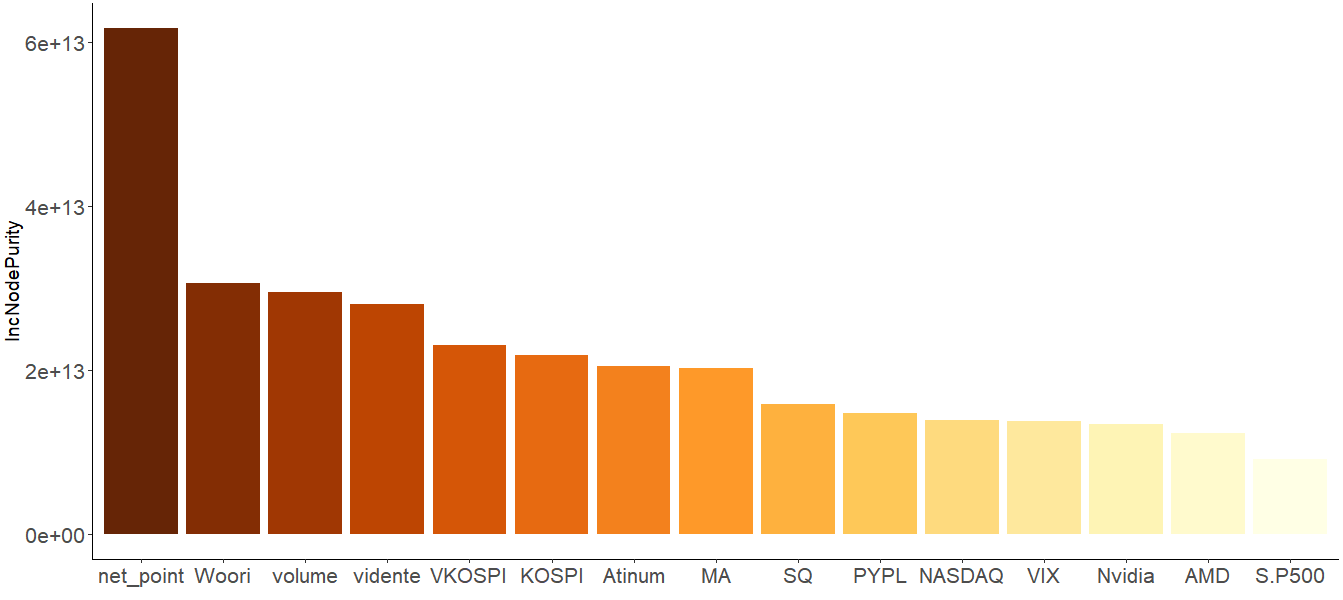 IncNodePurity
6e+13
4e+13
2e+13
0e+00
net_point Woori volume vidente VKOSPI KOSPI Atinum MA SQ PYPL NASDAQ VIX Nvidia AMD S.P500